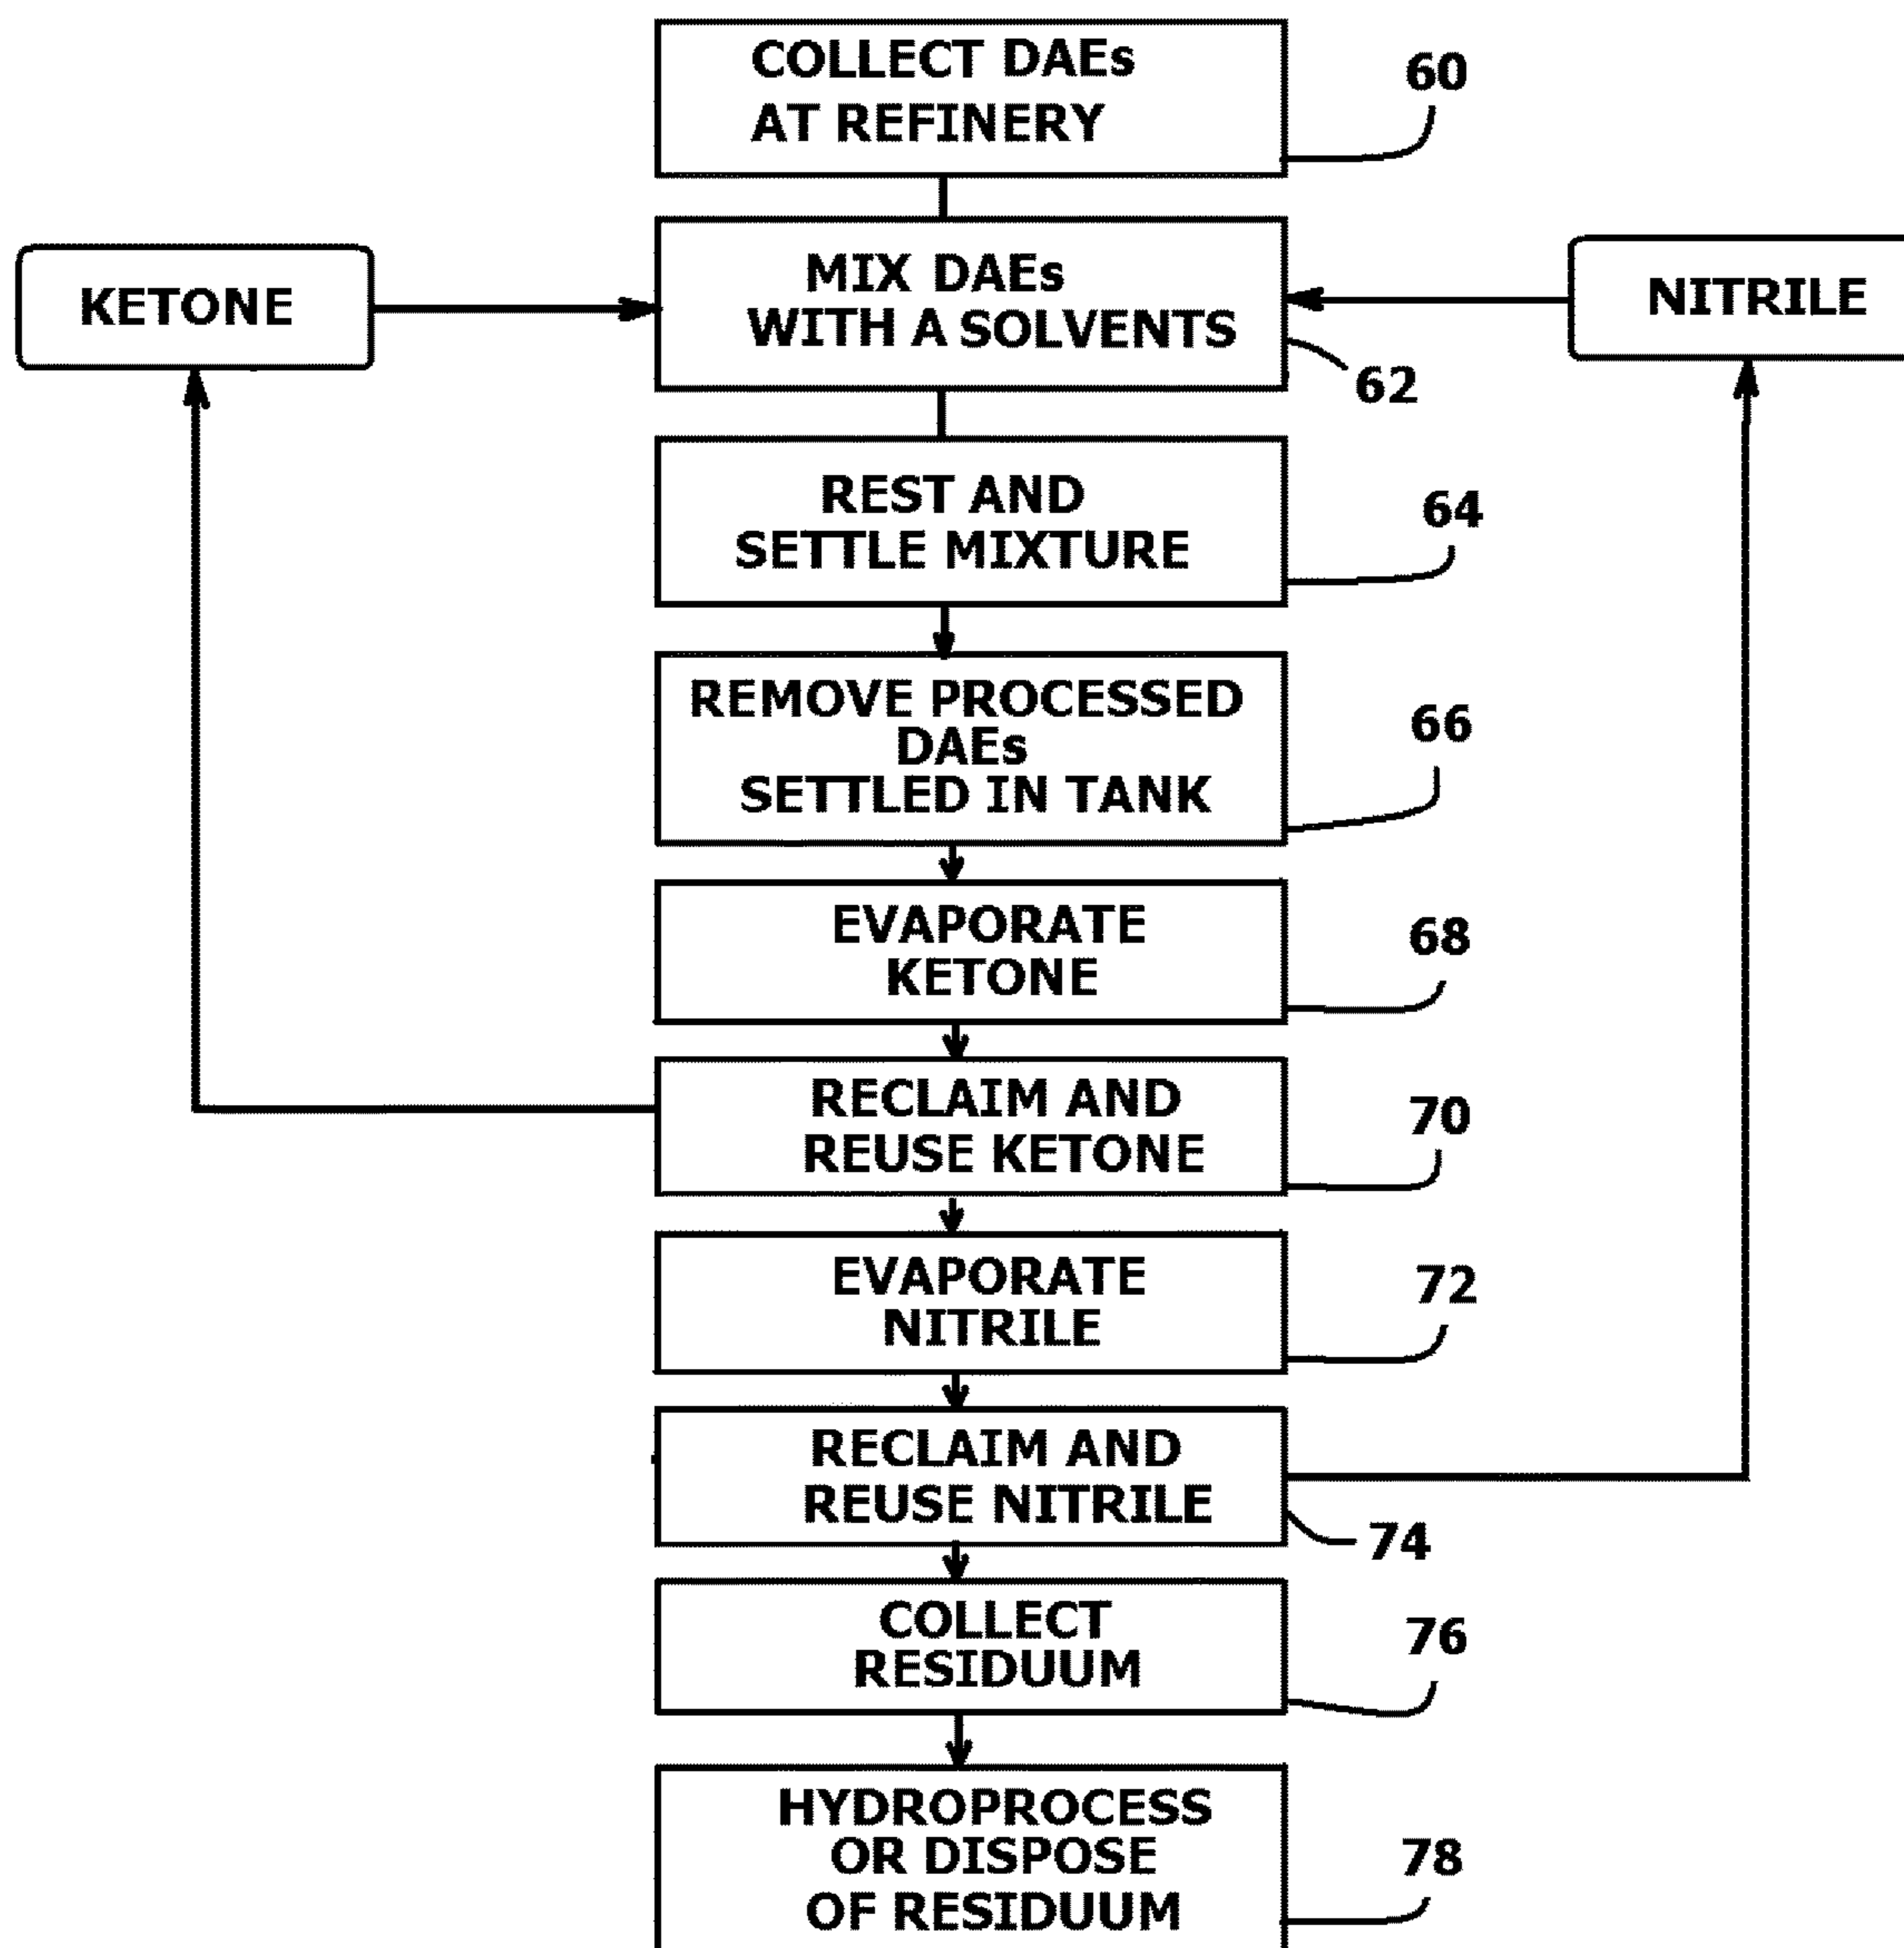 COLLECT DAEs
AT REFINERY
60
KETONE
MIX DAEs
WITH A SOLVENTS
62
NITRILE
REST AND
SETTLE MIXTURE
64
REMOVE PROCESSED
DAEs
SETTLED IN TANK
66
EVAPORATE
KETONE
68
RECLAIM AND
REUSE KETONE
70
EVAPORATE
NITRILE
72
RECLAIM AND
REUSE NITRILE
74
COLLECT
RESIDUUM
76
HYDROPROCESS
OR DISPOSE
OF RESIDUUM
78